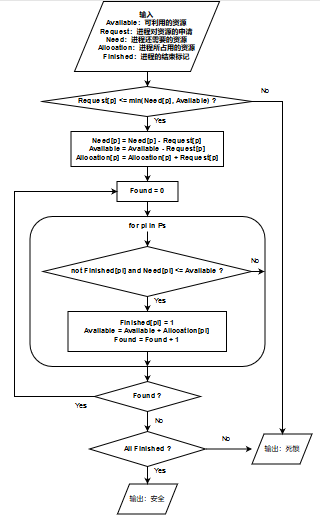 输入
Available: 可利用的资源
Request: 进程对资源的申请
Need: 进程还需要的资源
Allocation: 进程所占用的资源
Finished: 进程的结束标记
Request[p] <= min(Need[p], Available) ?
No
Yes
Need[p] = Need[p] - Request[p]
Available = Available - Request[p]
Allocation[p] = Allocation[p] + Request[p]
Found = 0
for pi in Ps
not Finished[pi] and Need[pi] <= Available ?
No
Yes
Finished[pi] = 1
Available = Available + Allocation[pi]
Found = Found + 1
Found ?
Yes
No
All Finished ?
No
输出: 死锁
Yes
输出: 安全